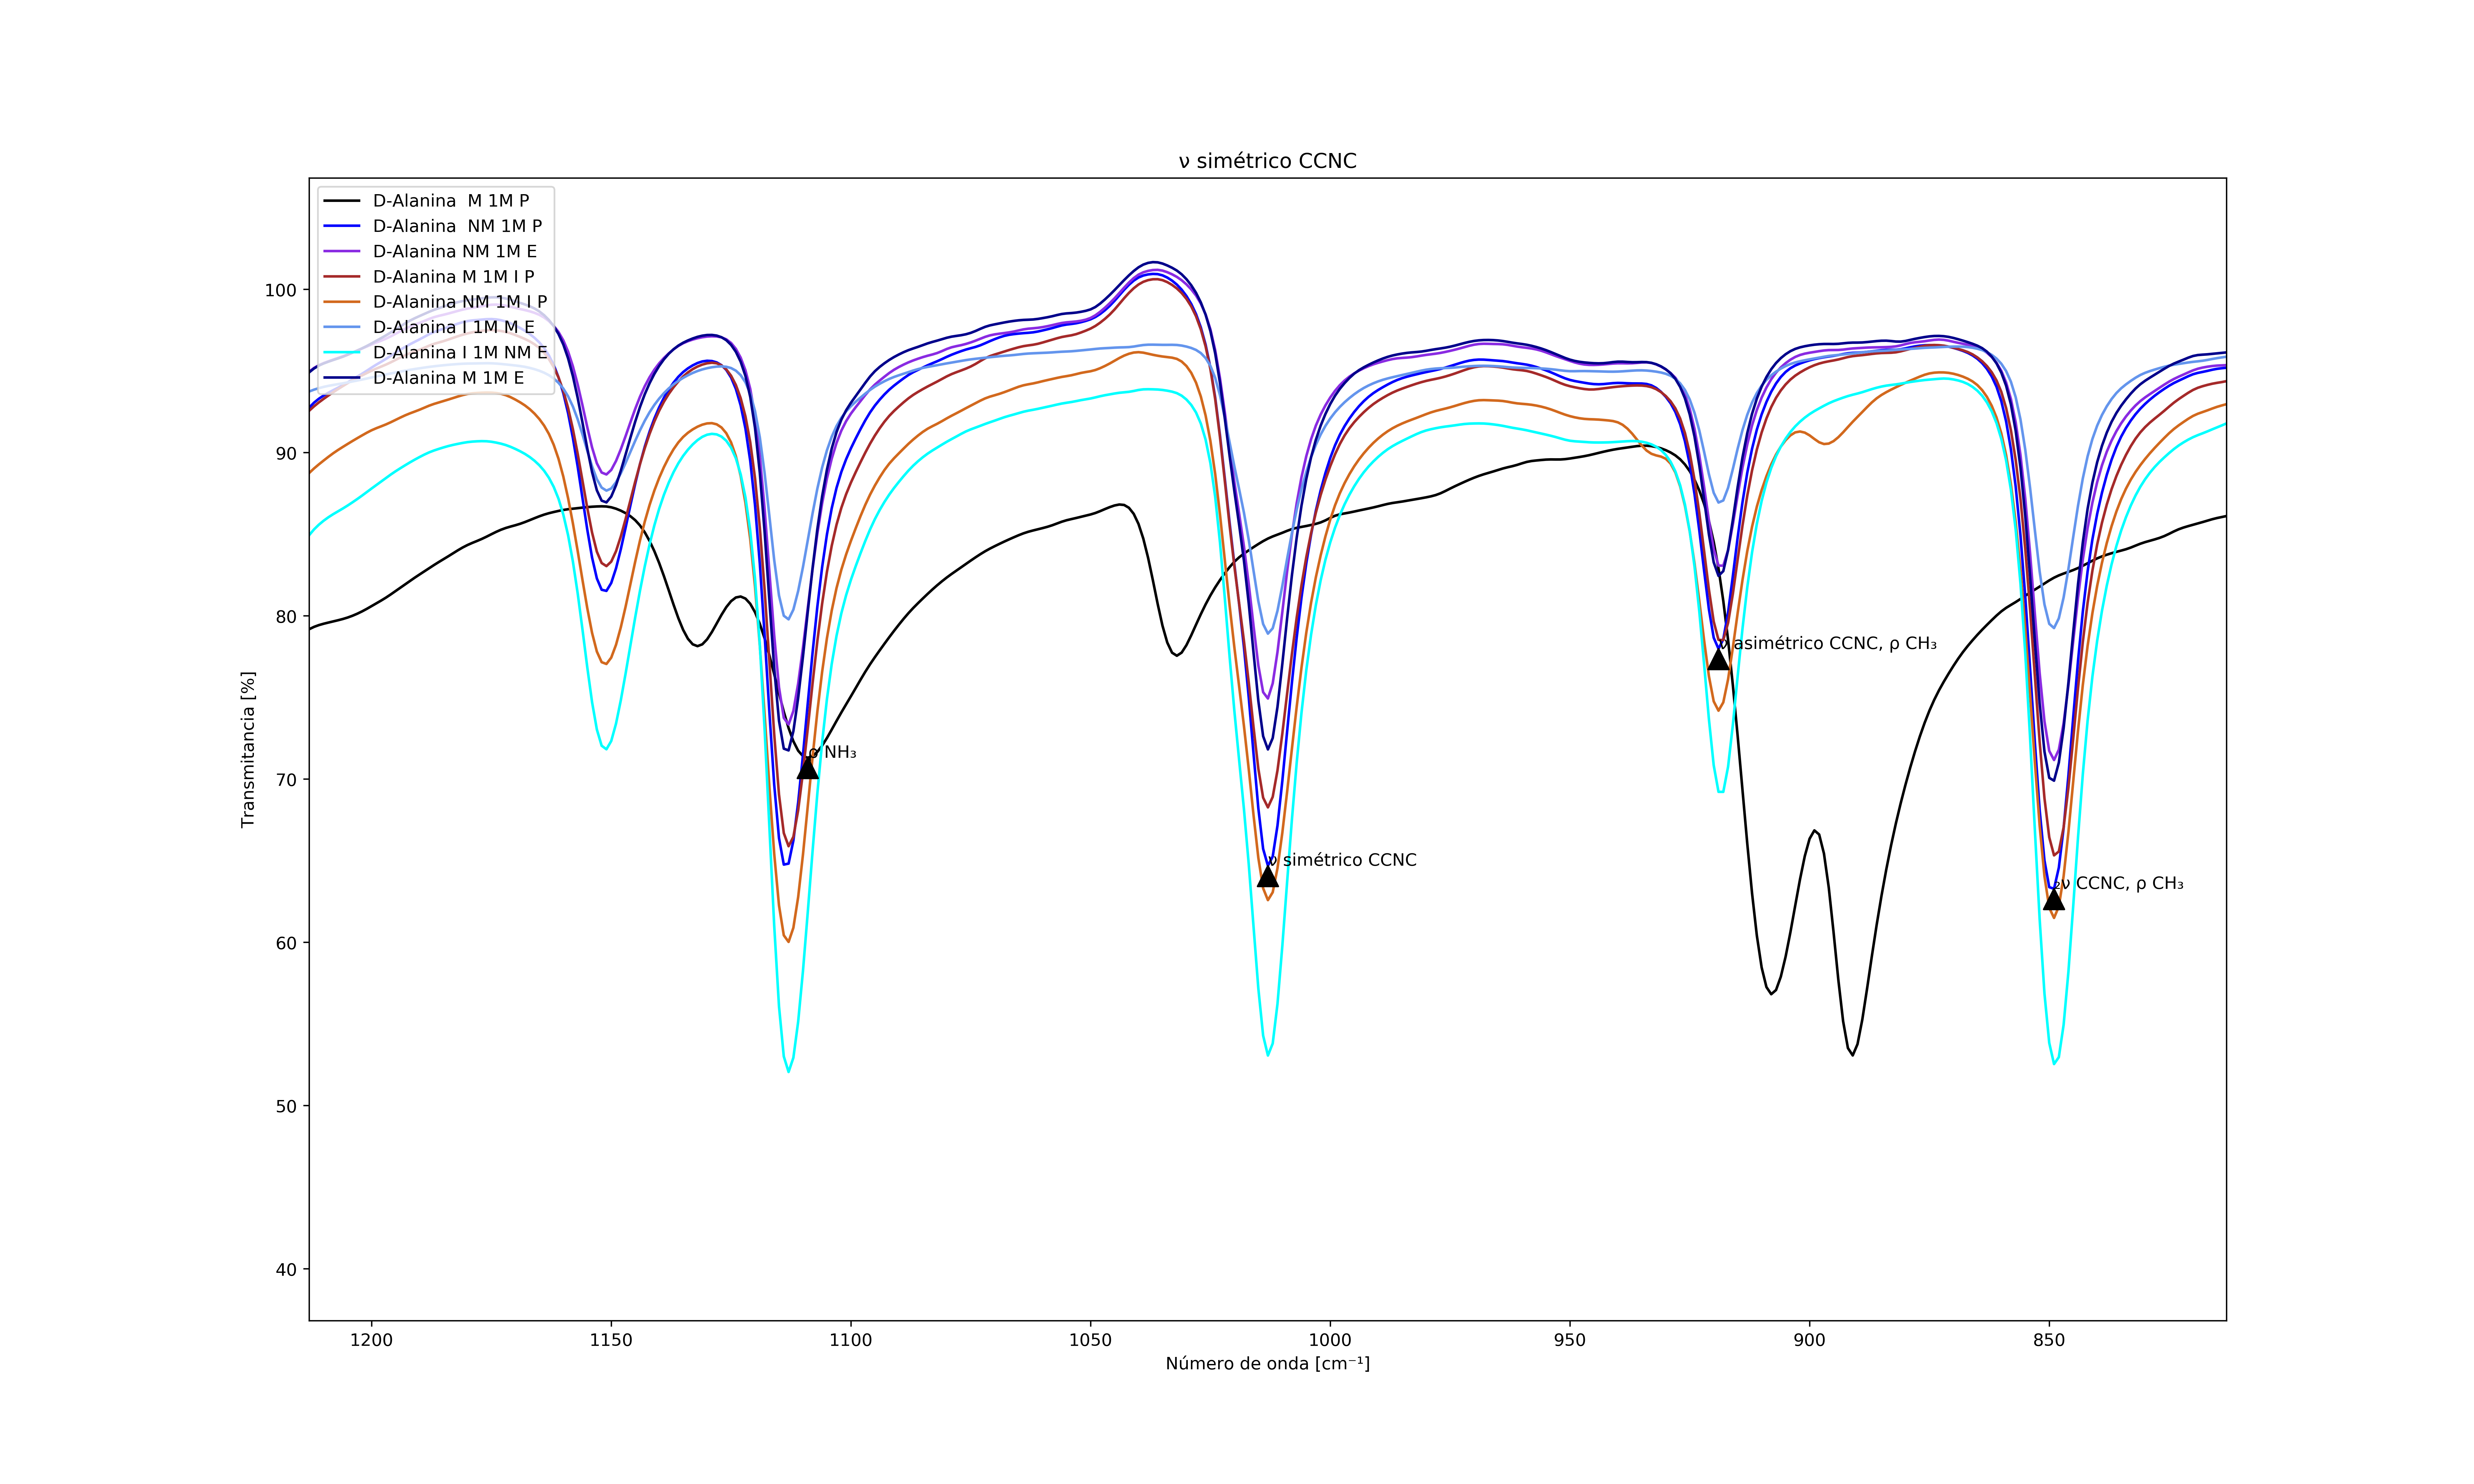 ν simétrico CCNC
D-Alanina  M 1M P
D-Alanina  NM 1M P
D-Alanina NM 1M E
D-Alanina M 1M I P
D-Alanina NM 1M I P
D-Alanina I 1M M E
D-Alanina I 1M NM E
D-Alanina M 1M E
Transmitancia [%]
100
90
80
70
60
50
40
ν asimétrico CCNC, ρ CH₃
ρ NH₃
ν simétrico CCNC
₂ν CCNC, ρ CH₃
1200
1150
1100
1050
1000
950
900
850
Número de onda [cm⁻¹]